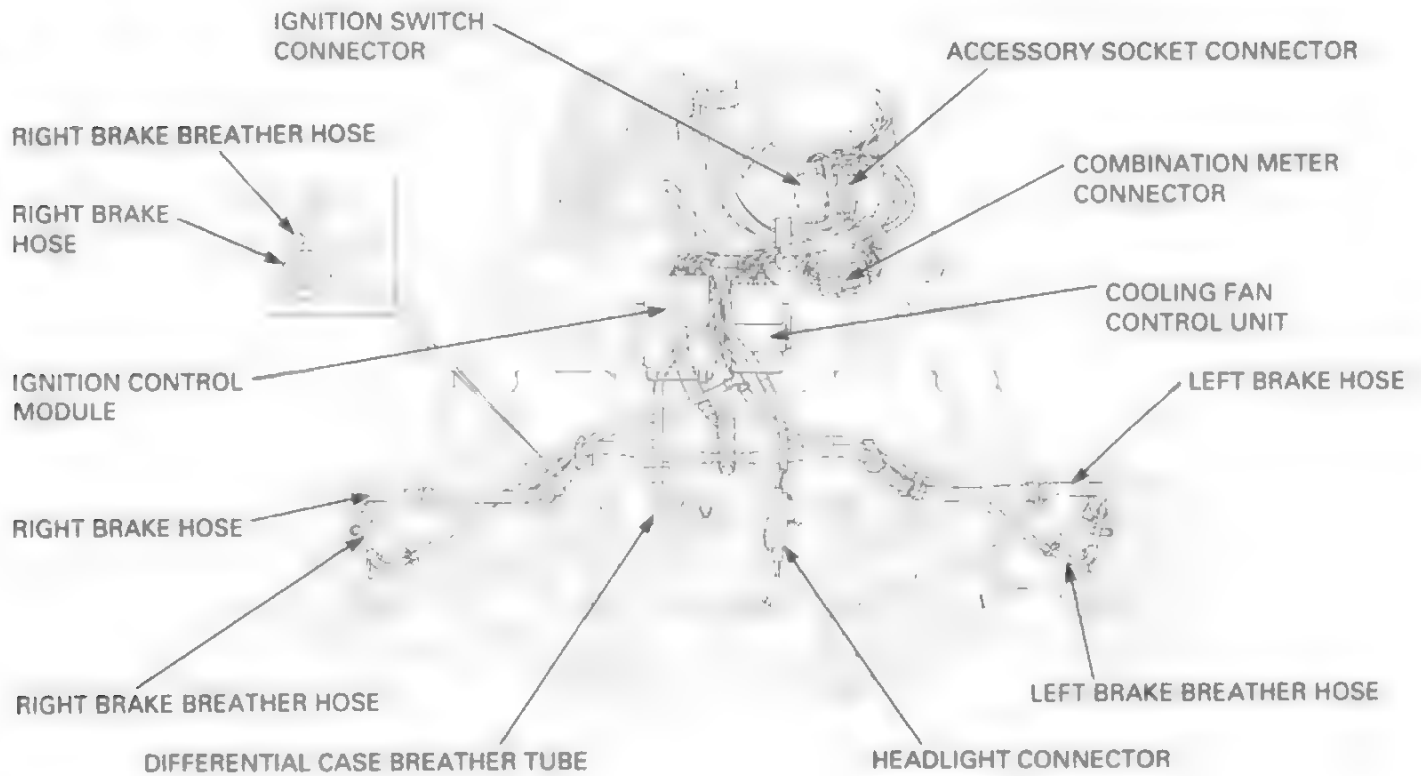 IGNITION SWITCH
CONNECTOR
ACCESSORY SOCKET CONNECTOR
RIGHT BRAKE BREATHER HOSE
COMBINATION METER
CONNECTOR
RIGHT BRAKE
HOSE
COOLING FAN
CONTROL UNIT
IGNITION CONTROL
MODULE
LEFT BRAKE HOSE
RIGHT BRAKE HOSE
RIGHT BRAKE BREATHER HOSE
LEFT BRAKE BREATHER HOSE
DIFFERENTIAL CASE BREATHER TUBE
HEADLIGHT CONNECTOR